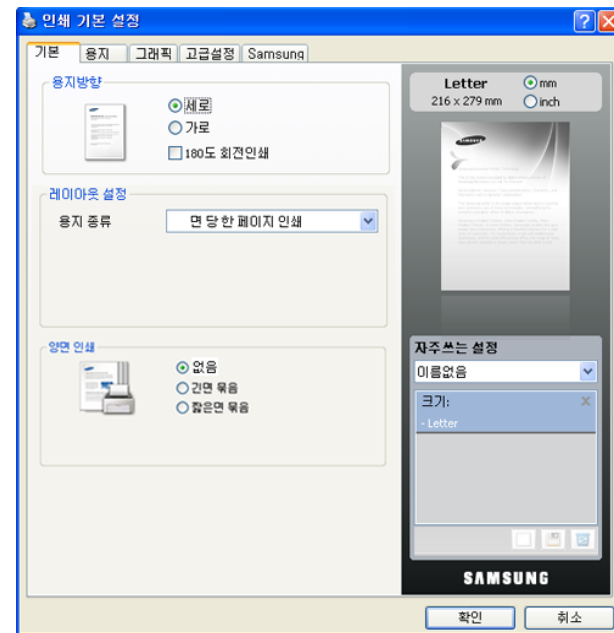 인쇄 기본 설정
기본 용지 그래픽 고급설정 Samsung
용지방향
세로
가로
180도 회전인쇄
레이아웃 설정
용지 종류 면 당 한 페이지 인쇄
양면 인쇄
없음
긴면 묶음
짧은면 묶음
Letter
216 x 279 mm
mm
inch
자주쓰는 설정
이름없음
크기:
- Letter
SAMSUNG
확인 취소